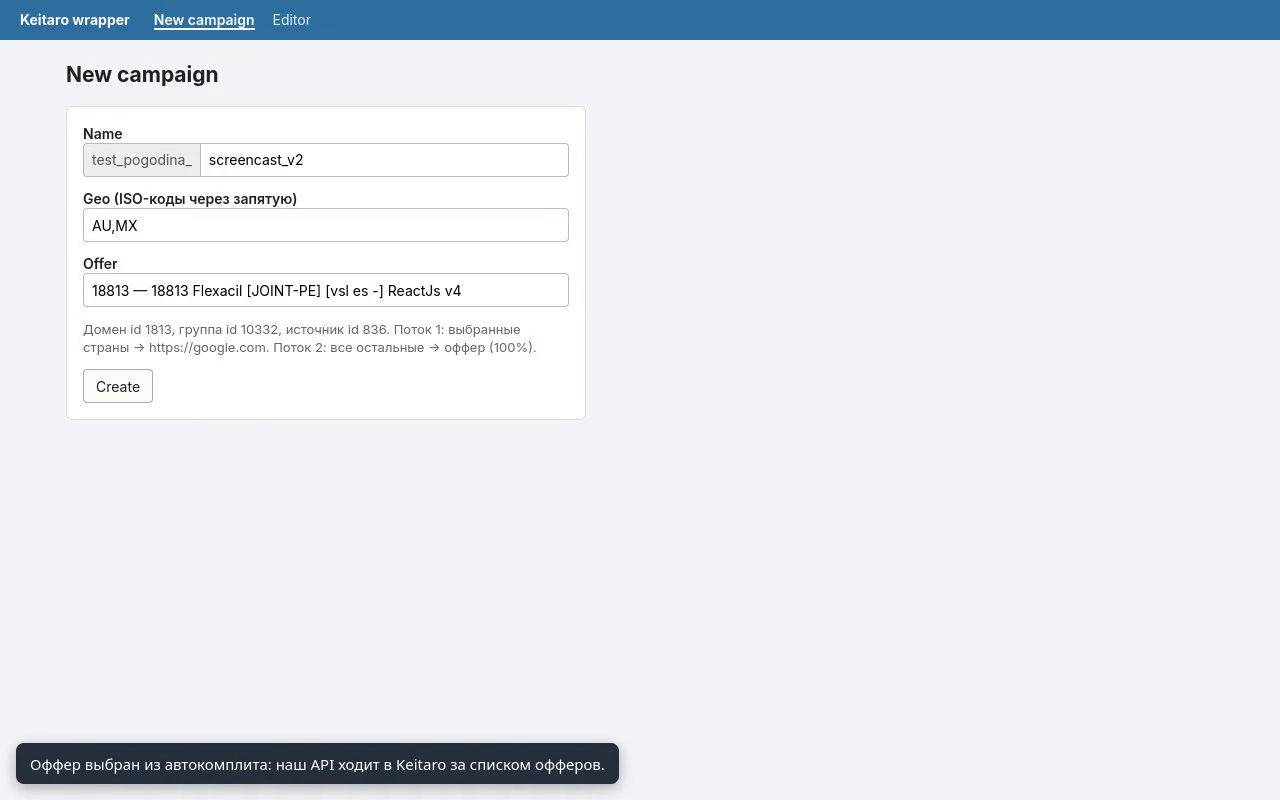 Keitaro wrapper New campaign Editor
New campaign
Name
test_pogodina_ screencast_v2
Geo (ISO-коды через запятую)
AU,MX
Offer
18813 — 18813 Flexacil [JOINT-PE] [vsl es -] ReactJs v4
Домен id 1813, группа id 10332, источник id 836. Поток 1: выбранные
страны → https://google.com. Поток 2: все остальные → оффер (100%).
Create
Оффер выбран из автокомплита: наш API ходит в Keitaro за списком офферов.